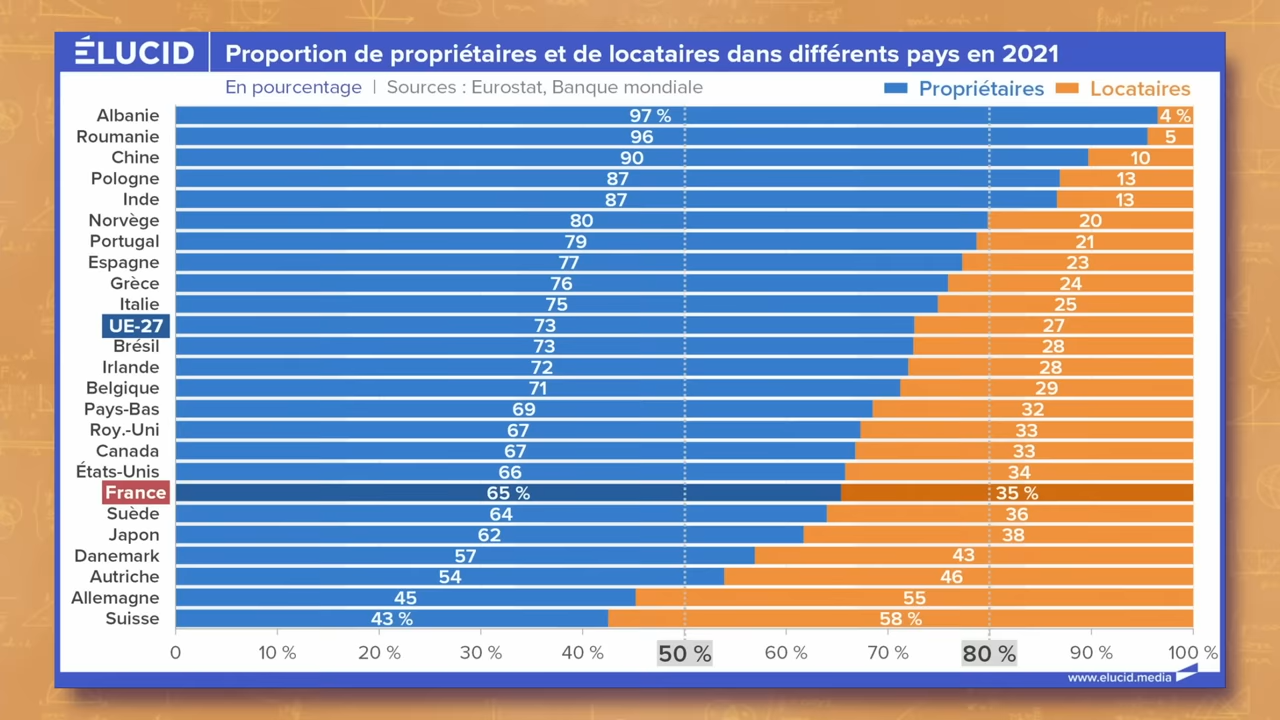 ÉLUCID
Proportion de propriétaires et de locataires dans différents pays en 2021
En pourcentage | Sources : Eurostat, Banque mondiale
Propriétaires Locataires
Albanie 97 % 4 %
Roumanie 96 5
Chine 90 10
Pologne 87 13
Inde 87 13
Norvège 80 20
Portugal 79 21
Espagne 77 23
Grèce 76 24
Italie 75 25
UE-27 73 27
Brésil 73 28
Irlande 72 28
Belgique 71 29
Pays-Bas 69 32
Roy.-Uni 67 33
Canada 67 33
États-Unis 66 34
France 65 % 35 %
Suède 64 36
Japon 62 38
Danemark 57 43
Autriche 54 46
Allemagne 45 55
Suisse 43 % 58 %
0 10 % 20 % 30 % 40 % 50 % 60 % 70 % 80 % 90 % 100 %
www.elucid.media